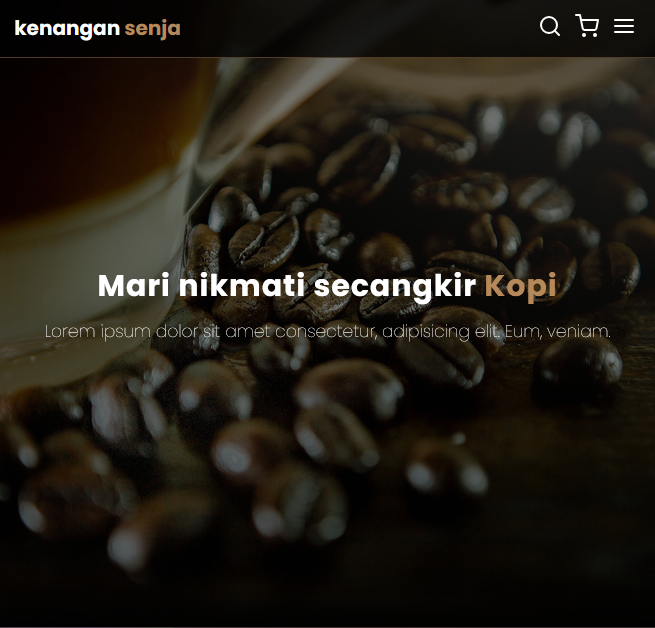 kenangan senja
Mari nikmati secangkir Kopi
Lorem ipsum dolor sit amet consectetur, adipisicing elit. Eum, veniam.